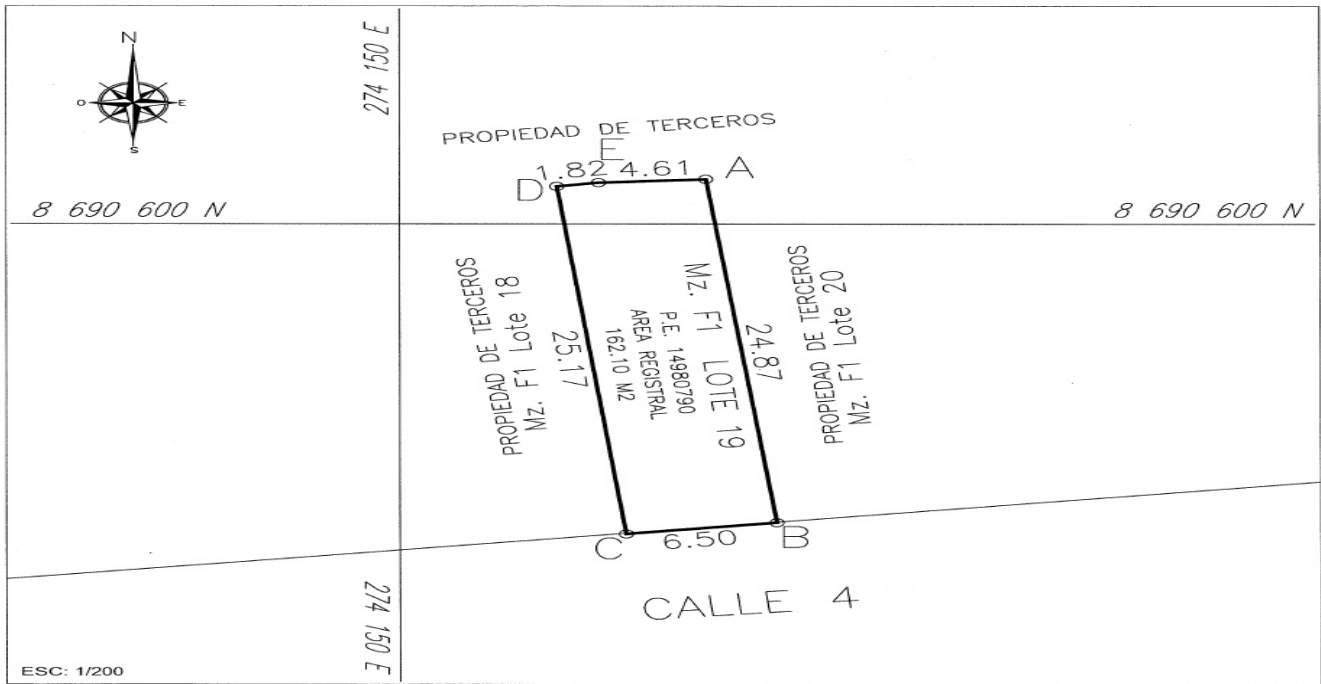 N
O
E
S
274 150 E
PROPIEDAD DE TERCEROS
E
1.82
4.61
A
D
8 690 600 N
8 690 600 N
PROPIEDAD DE TERCEROS
Mz. F1 Lote 18
25.17
Mz. F1 LOTE 19
P.E. 14980790
AREA REGISTRAL
162.10 M2
24.87
PROPIEDAD DE TERCEROS
Mz. F1 Lote 20
C
6.50
B
CALLE 4
274 150 E
ESC: 1/200